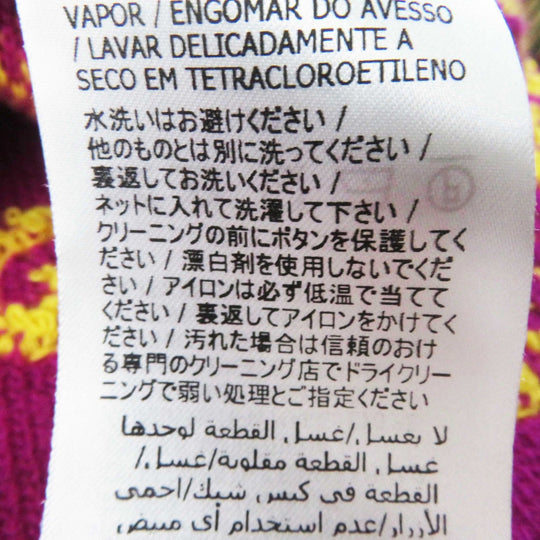 VAPOR / ENGOMAR DO AVESSO
/ LAVAR DELICADAMENTE A
SECO EM TETRACLOROETILENO
水洗いはお避けください /
他のものとは別に洗ってください /
裏返してお洗いください /
ネットに入れて洗濯して下さい /
クリーニングの前にボタンを保護してく
ださい / 漂白剤を使用しないでくだ
さい / アイロンは必ず低温で当てて
ください / 裏返してアイロンをかけてく
ださい / 汚れた場合は信頼のおけ
る専門のクリーニング店でドライクリー
ニングで弱い処理とご指定ください
لا يغسل/غسل القطعة لوحدها
غسل القطعة مقلوبة/غسل/
القطعة في كيس شبك/احمي
الأزرار/عدم استخدام أي مبيض